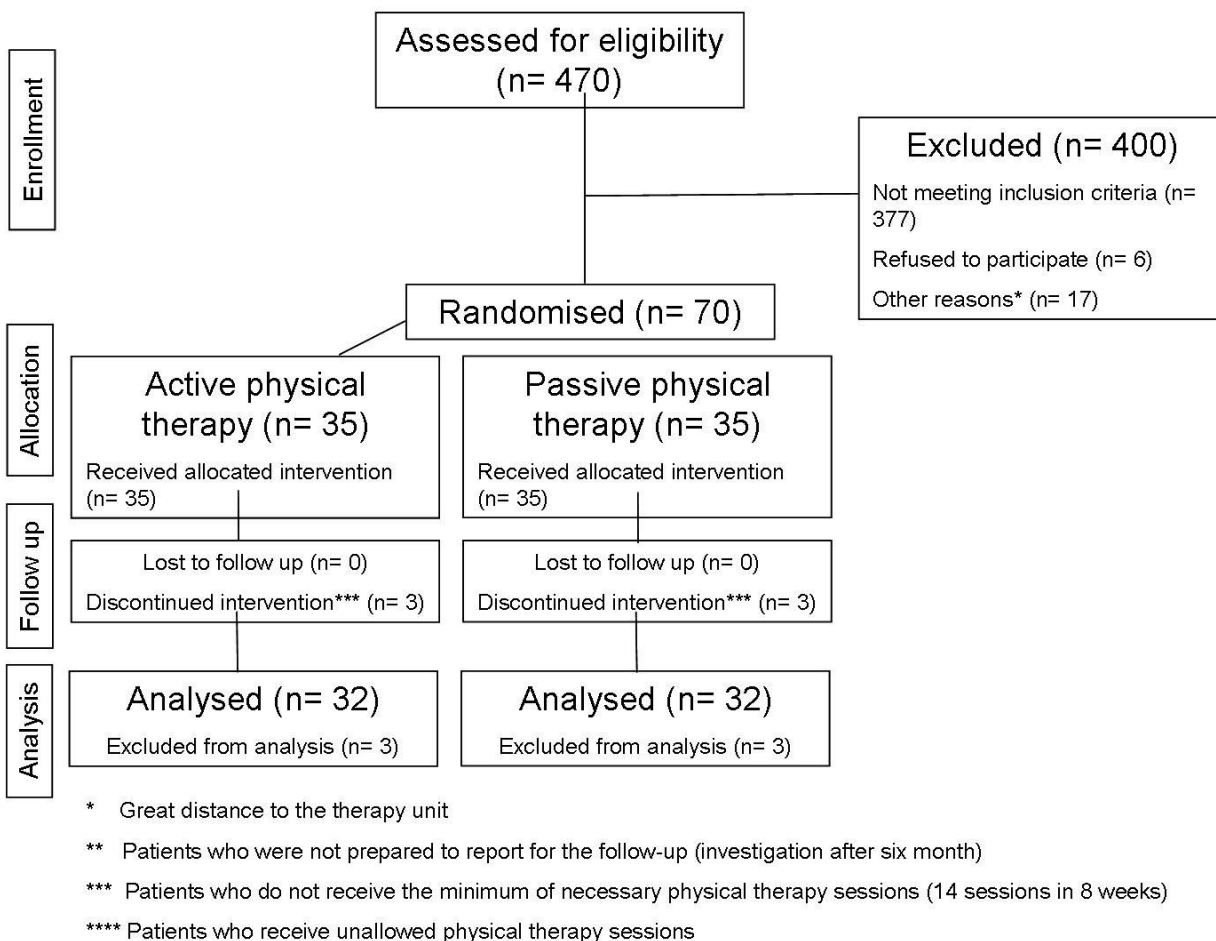 Enrollment
Assessed for eligibility
(n= 470)
Excluded (n= 400)
Not meeting inclusion criteria (n=
377)
Refused to participate (n= 6)
Other reasons* (n= 17)
Randomised (n= 70)
Allocation
Active physical
therapy (n= 35)
Received allocated intervention
(n= 35)
Passive physical
therapy (n= 35)
Received allocated intervention
(n= 35)
Follow up
Lost to follow up (n= 0)
Discontinued intervention*** (n= 3)
Lost to follow up (n= 0)
Discontinued intervention*** (n= 3)
Analysis
Analysed (n= 32)
Excluded from analysis (n= 3)
Analysed (n= 32)
Excluded from analysis (n= 3)
* Great distance to the therapy unit
** Patients who were not prepared to report for the follow-up (investigation after six month)
*** Patients who do not receive the minimum of necessary physical therapy sessions (14 sessions in 8 weeks)
**** Patients who receive unallowed physical therapy sessions